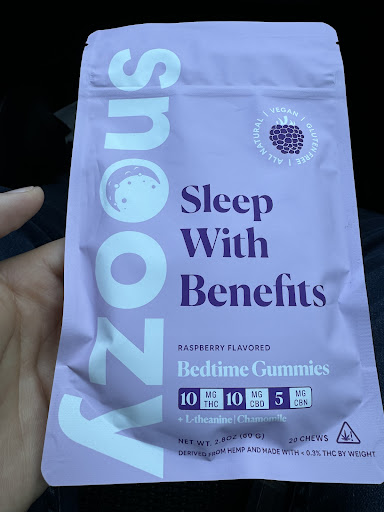 snoozy
ALL NATURAL | VEGAN | GLUTEN FREE |
Sleep
With
Benefits
RASPBERRY FLAVORED
Bedtime Gummies
10 MG THC 10 MG CBD 5 MG CBN
+ L-theanine | Chamomile
NET WT. 2.8OZ (80 G) 20 CHEWS
DERIVED FROM HEMP AND MADE WITH < 0.3% THC BY WEIGHT